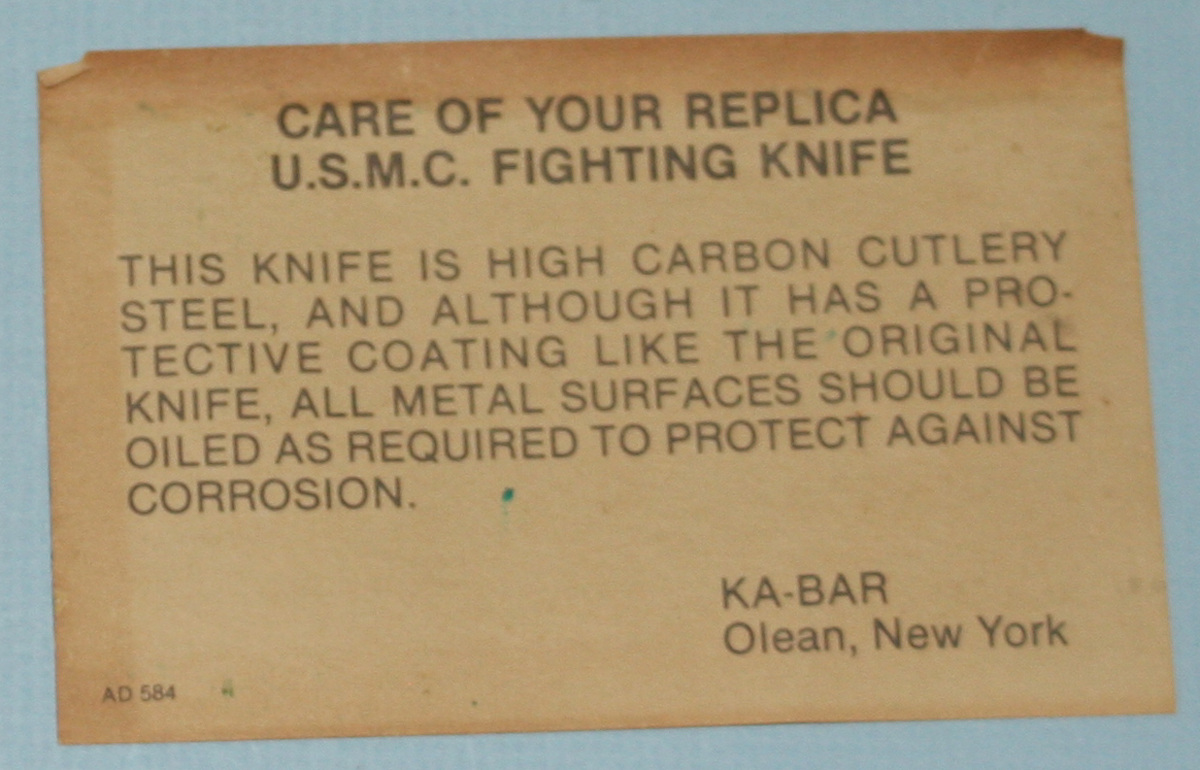 CARE OF YOUR REPLICA
U.S.M.C. FIGHTING KNIFE
THIS KNIFE IS HIGH CARBON CUTLERY
STEEL, AND ALTHOUGH IT HAS A PRO-
TECTIVE COATING LIKE THE ORIGINAL
KNIFE, ALL METAL SURFACES SHOULD BE
OILED AS REQUIRED TO PROTECT AGAINST
CORROSION.
KA-BAR
Olean, New York
AD 584